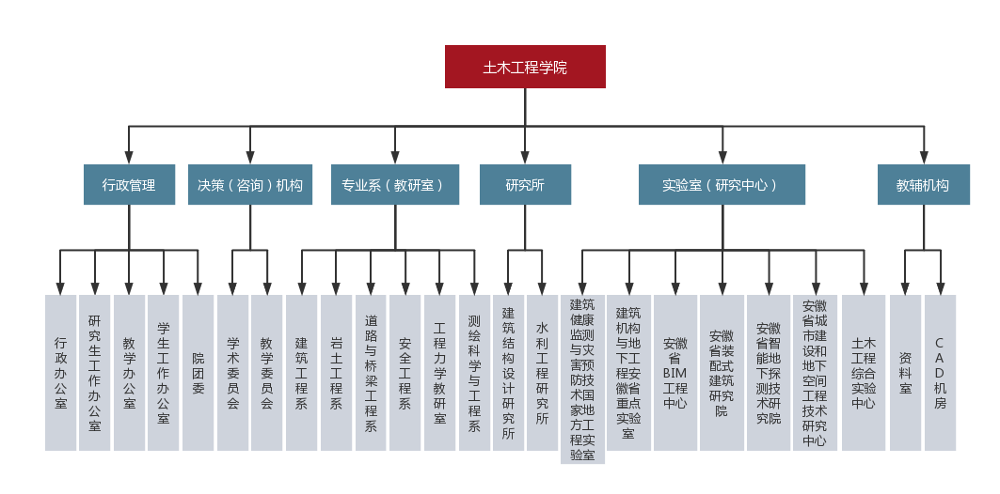 土木工程学院
行政管理
决策（咨询）机构
专业系（教研室）
研究所
实验室（研究中心）
教辅机构
行政办公室
研究生工作办公室
教学办公室
学生工作办公室
院团委
学术委员会
教学委员会
建筑工程系
岩土工程系
道路与桥梁工程系
安全工程系
工程力学教研室
测绘科学与工程系
建筑结构设计研究所
水利工程研究所
建筑
健康
监测
与灾
害预
防技
术国
家地
方工
程实
验室
建筑
机构
与地
下工
程安
徽省
重点
实验
室
安徽
省
BIM
工程
中心
安徽
省装
配式
建筑
研究
院
安徽
省智
能地
下探
测技
术研
究院
安徽
省城
市建
设和
地下
空间
工程
技术
研究
中心
土木
工程
综合
实验
中心
资料室
CAD机房